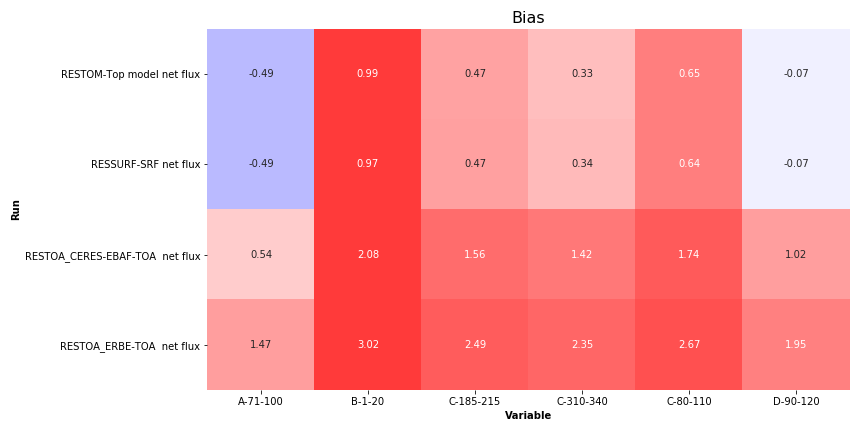 Bias
RESTOM-Top model net flux -0.49 0.99 0.47 0.33 0.65 -0.07
RESSURF-SRF net flux -0.49 0.97 0.47 0.34 0.64 -0.07
RESTOA_CERES-EBAF-TOA  net flux 0.54 2.08 1.56 1.42 1.74 1.02
RESTOA_ERBE-TOA  net flux 1.47 3.02 2.49 2.35 2.67 1.95
Run
A-71-100 B-1-20 C-185-215 C-310-340 C-80-110 D-90-120
Variable